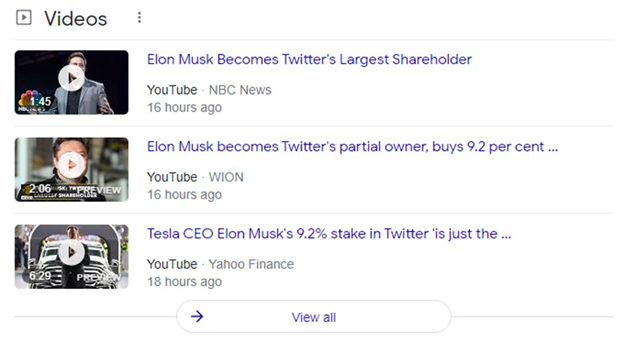 Videos
Elon Musk Becomes Twitter's Largest Shareholder
YouTube · NBC News
1:45
16 hours ago
Elon Musk becomes Twitter's partial owner, buys 9.2 per cent ...
YouTube · WION
2:06
PREVIEW
LARGEST SHAREHOLDER
16 hours ago
Tesla CEO Elon Musk's 9.2% stake in Twitter 'is just the ...
YouTube · Yahoo Finance
6:29
PREVIEW
18 hours ago
View all